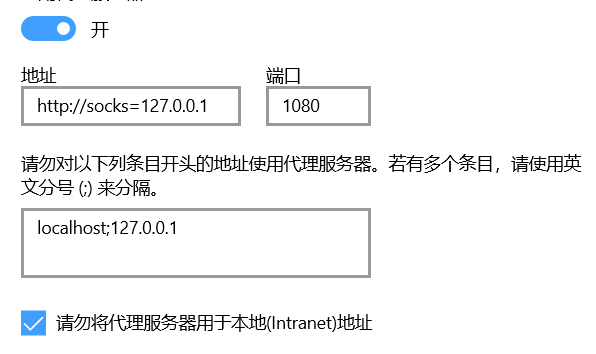 开
地址 端口
http://socks=127.0.0.1 1080
请勿对以下列条目开头的地址使用代理服务器。若有多个条目，请使用英
文分号 (;) 来分隔。
localhost;127.0.0.1
请勿将代理服务器用于本地(Intranet)地址